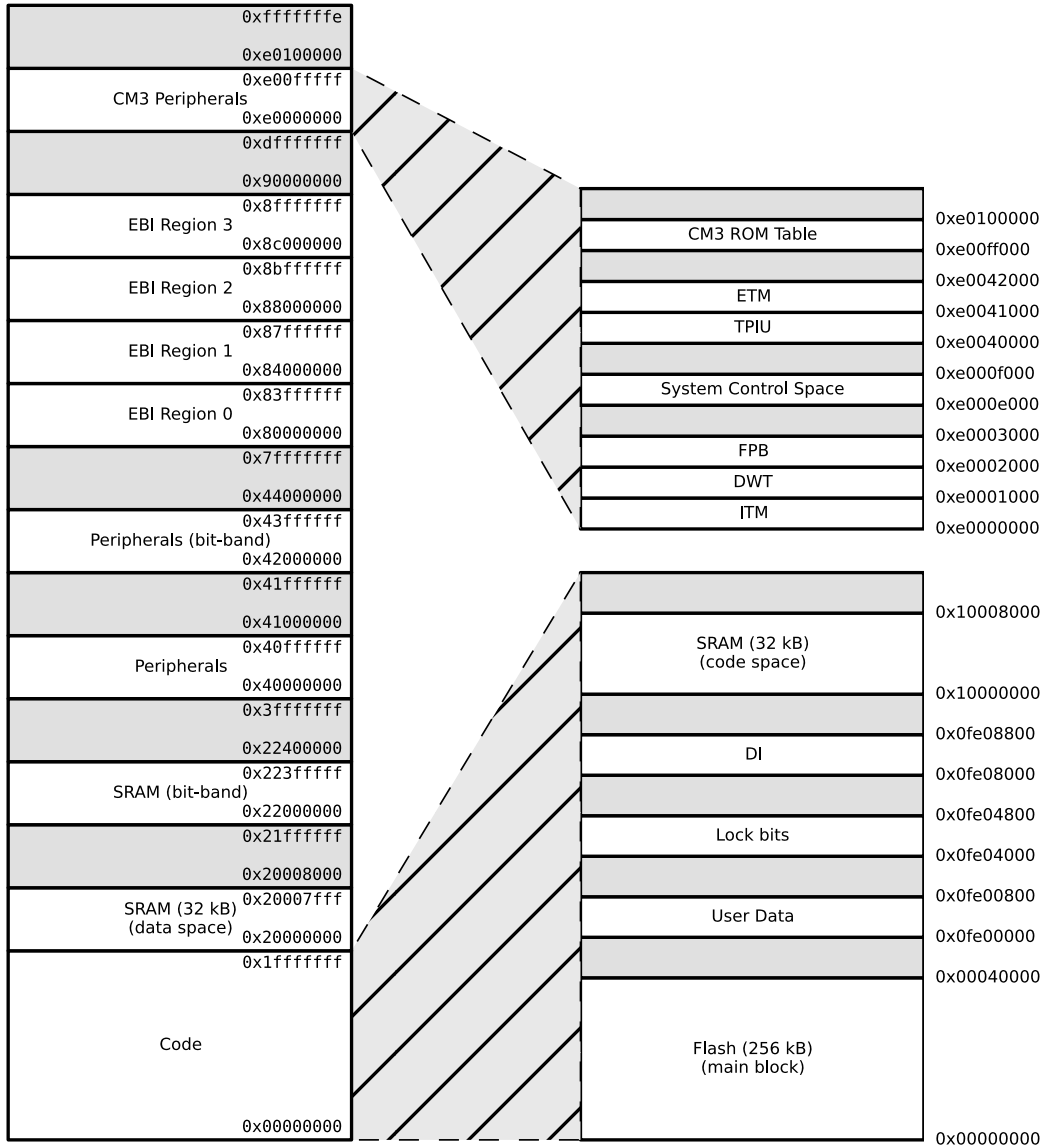 0xfffffffe
0xe0100000
0xe00fffff
CM3 Peripherals
0xe0000000
0xdfffffff
0x90000000
0x8fffffff
EBI Region 3
0x8c000000
0x8bffffff
EBI Region 2
0x88000000
0x87ffffff
EBI Region 1
0x84000000
0x83ffffff
EBI Region 0
0x80000000
0x7fffffff
0x44000000
0x43ffffff
Peripherals (bit-band)
0x42000000
0x41ffffff
0x41000000
0x40ffffff
Peripherals
0x40000000
0x3fffffff
0x22400000
0x223fffff
SRAM (bit-band)
0x22000000
0x21ffffff
0x20008000
0x20007fff
SRAM (32 kB)
(data space)
0x20000000
0x1fffffff
Code
0x00000000
0xe0100000
CM3 ROM Table
0xe00ff000
0xe0042000
ETM
0xe0041000
TPIU
0xe0040000
0xe000f000
System Control Space
0xe000e000
0xe0003000
FPB
0xe0002000
DWT
0xe0001000
ITM
0xe0000000
0x10008000
SRAM (32 kB)
(code space)
0x10000000
0x0fe08800
DI
0x0fe08000
0x0fe04800
Lock bits
0x0fe04000
0x0fe00800
User Data
0x0fe00000
0x00040000
Flash (256 kB)
(main block)
0x00000000